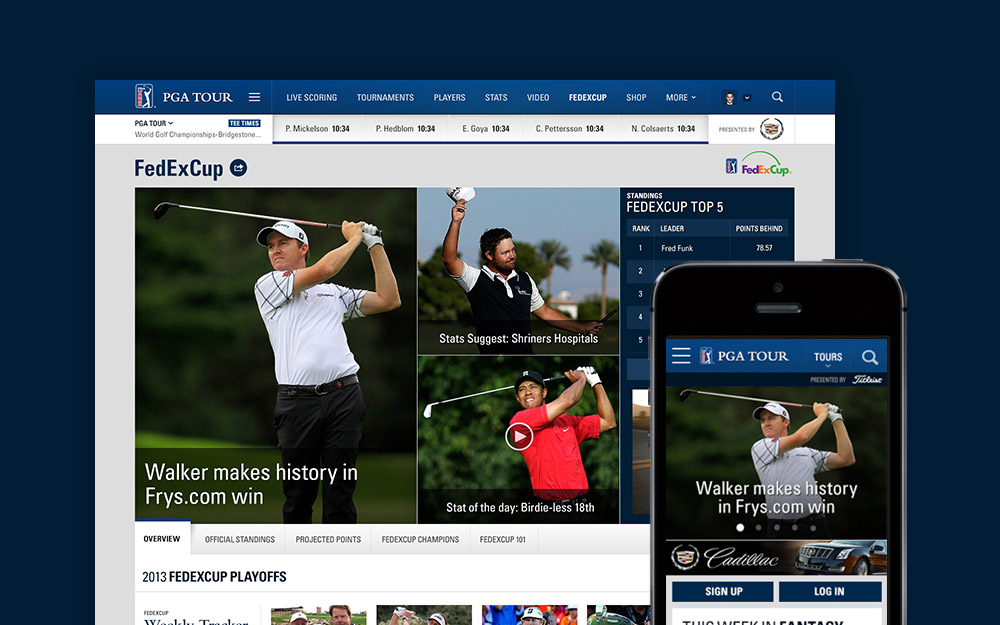 PGA TOUR
LIVE SCORING
TOURNAMENTS
PLAYERS
STATS
VIDEO
FEDEXCUP
SHOP
MORE
PGA TOUR
TEE TIMES
World Golf Championships-Bridgestone...
P. Mickelson 10:34
P. Hedblom 10:34
E. Goya 10:34
C. Pettersson 10:34
N. Colsaerts 10:34
PRESENTED BY
FedExCup
FedExCup
Walker makes history in
Frys.com win
Stats Suggest: Shriners Hospitals
Stat of the day: Birdie-less 18th
STANDINGS
FEDEXCUP TOP 5
RANK LEADER POINTS BEHIND
1 Fred Funk 78.57
2
3
4
5
OVERVIEW
OFFICIAL STANDINGS
PROJECTED POINTS
FEDEXCUP CHAMPIONS
FEDEXCUP 101
2013 FEDEXCUP PLAYOFFS
FEDEXCUP
Weekly Tracker
PGA TOUR
TOURS
PRESENTED BY Titleist
Walker makes history
in Frys.com win
Cadillac
SIGN UP
LOG IN
THIS WEEK IN FANTASY